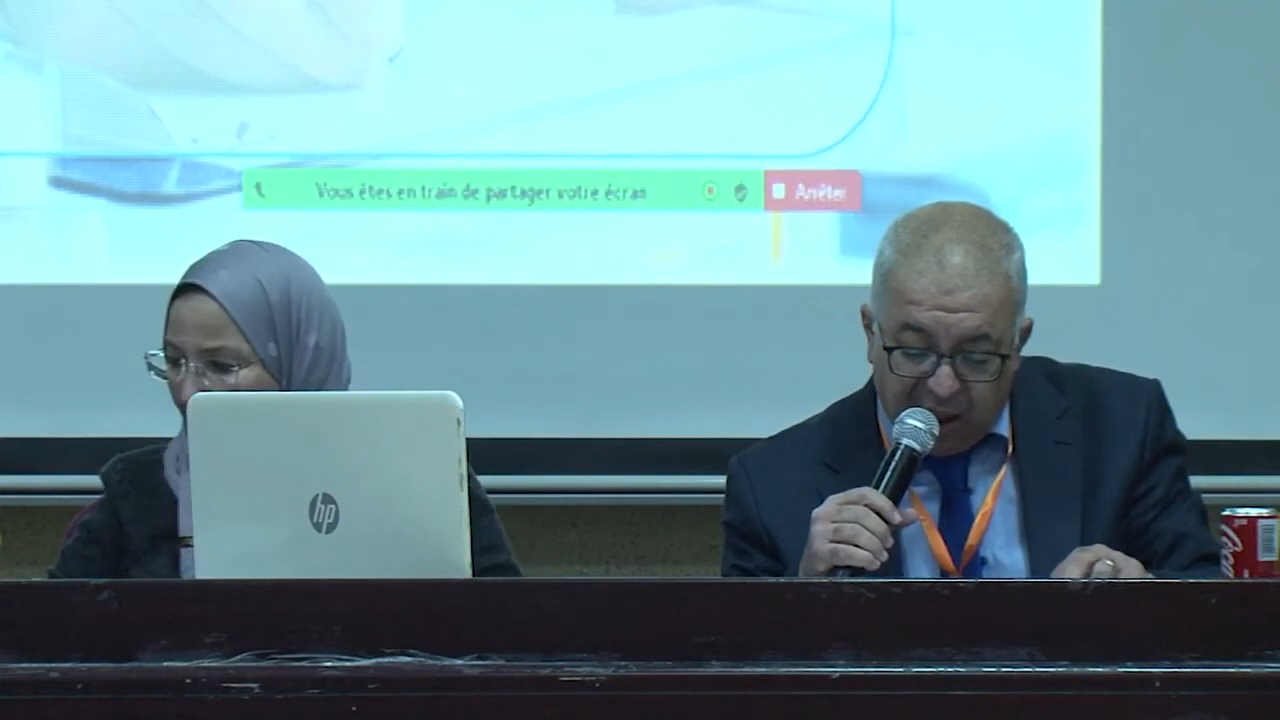 Vous êtes en train de partager votre écran
Arrêter
hp
Coca